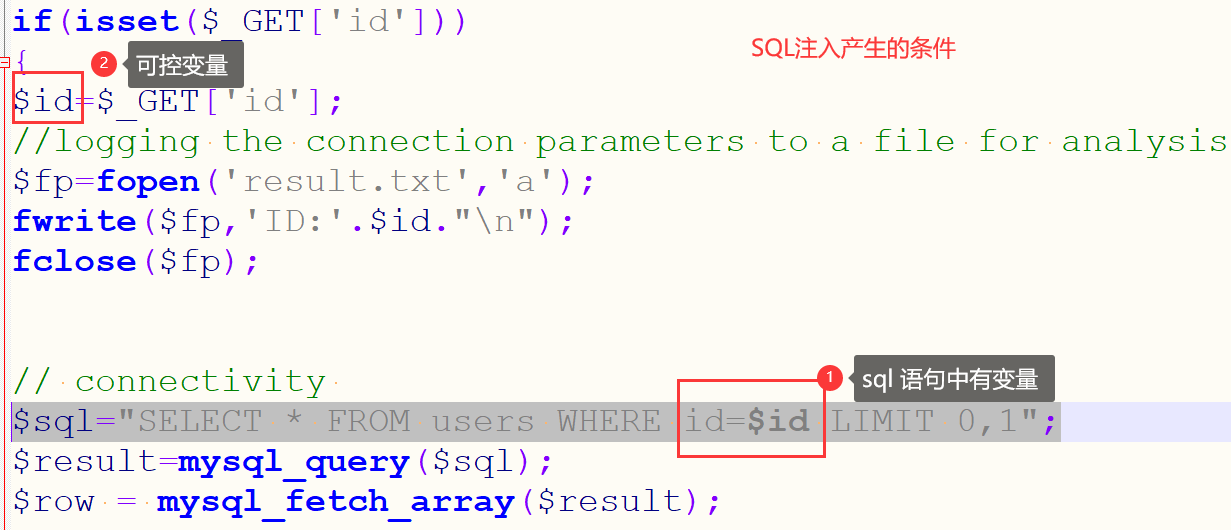 if(isset($_GET['id']))
SQL注入产生的条件
{
2 可控变量
$id=$_GET['id'];
//logging the connection parameters to a file for analysis
$fp=fopen('result.txt','a');
fwrite($fp,'ID:'.$id."\n");
fclose($fp);
// connectivity
1 sql 语句中有变量
$sql="SELECT * FROM users WHERE id=$id LIMIT 0,1";
$result=mysql_query($sql);
$row = mysql_fetch_array($result);